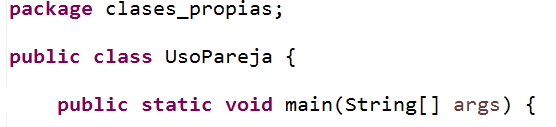 package clases_propias;
public class UsoPareja {
public static void main(String[] args) {